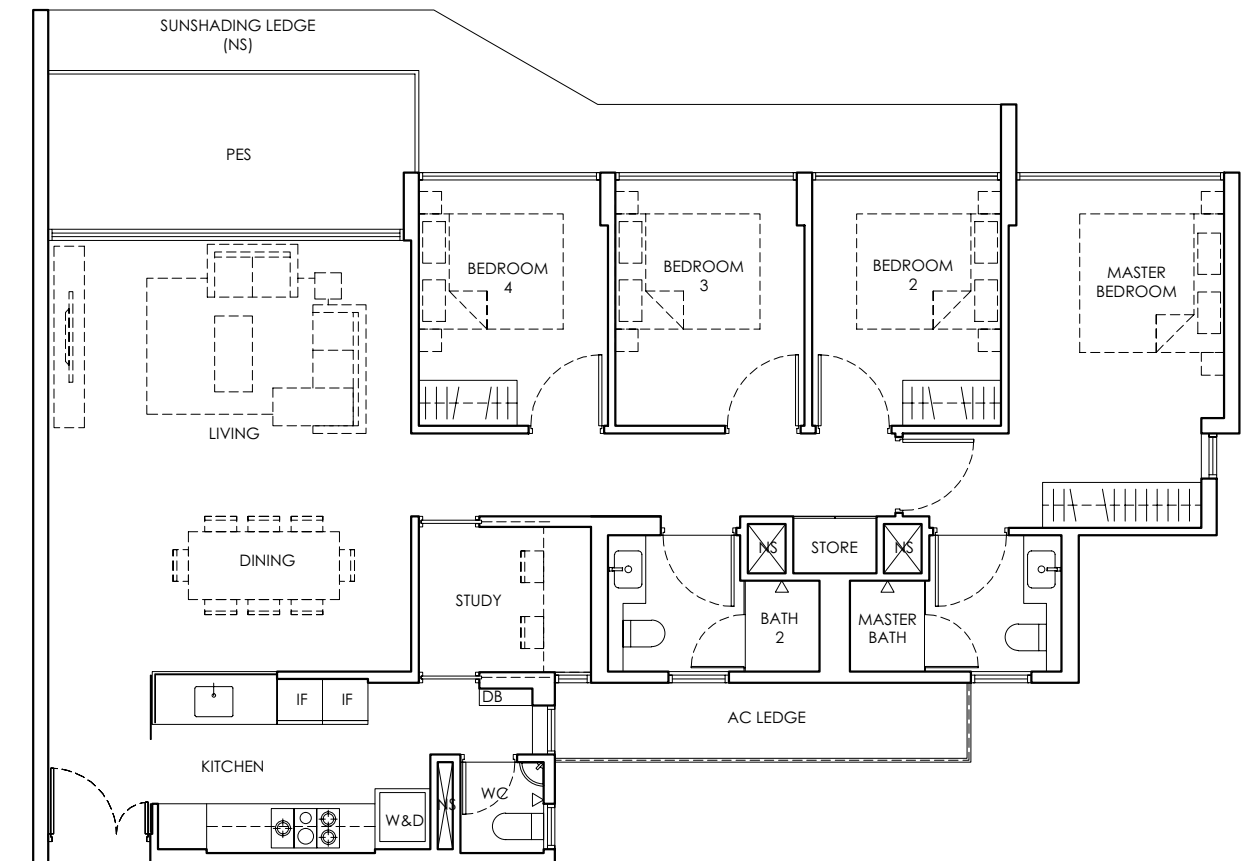 SUNSHADING LEDGE
(NS)
PES
BEDROOM
4
BEDROOM
3
BEDROOM
2
MASTER
BEDROOM
LIVING
DINING
STUDY
NS
STORE
NS
BATH
2
MASTER
BATH
IF
IF
DB
AC LEDGE
KITCHEN
WC
NS
W&D